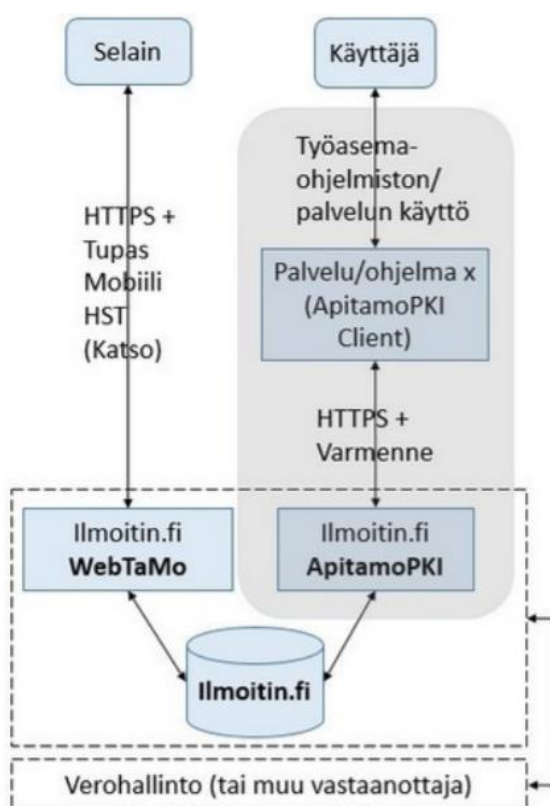 Selain
Käyttäjä
HTTPS +
Tupas
Mobiili
HST
(Katso)
Työasema-
ohjelmiston/
palvelun käyttö
Palvelu/ohjelma x
(ApitamoPKI
Client)
HTTPS +
Varmenne
Ilmoitin.fi
WebTaMo
Ilmoitin.fi
ApitamoPKI
Ilmoitin.fi
Verohallinto (tai muu vastaanottaja)